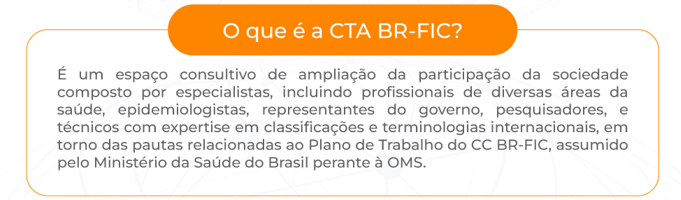 O que é a CTA BR-FIC?
É um espaço consultivo de ampliação da participação da sociedade
composto por especialistas, incluindo profissionais de diversas áreas da
saúde, epidemiologistas, representantes do governo, pesquisadores, e
técnicos com expertise em classificações e terminologias internacionais, em
torno das pautas relacionadas ao Plano de Trabalho do CC BR-FIC, assumido
pelo Ministério da Saúde do Brasil perante à OMS.